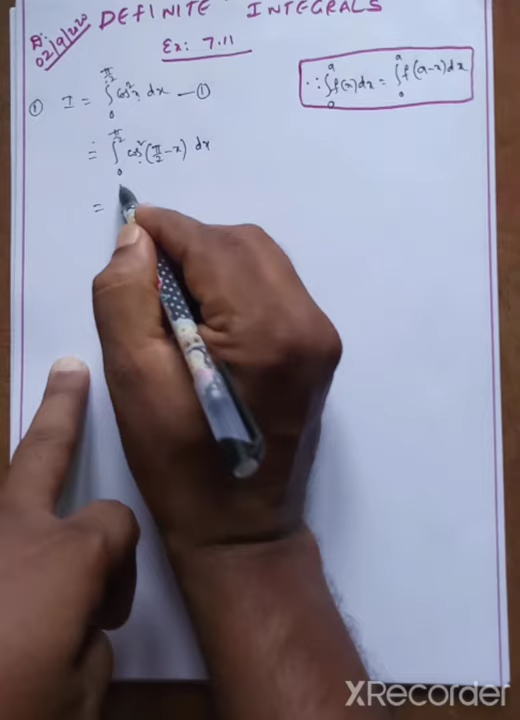 DEFINITE INTEGRALS
D: 02/9/2020
Ex: 7.11
∵ ∫₀ᵃ f(x)dx = ∫₀ᵃ f(a-x)dx
① I = ∫₀^(π/2) cos²x dx —①
= ∫₀^(π/2) cos²(π/2 - x) dx
=
XRecorder